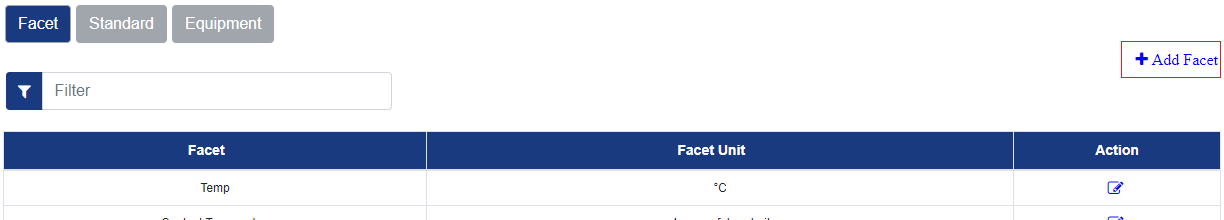 Facet Standard Equipment
Add Facet
Filter
Facet Facet Unit Action
Temp °C